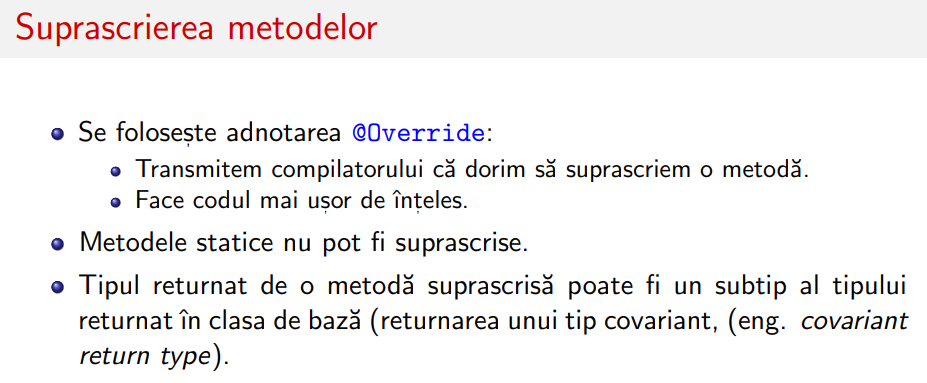 Suprascrierea metodelor
Se folosește adnotarea @Override:
Transmitem compilatorului că dorim să suprascriem o metodă.
Face codul mai ușor de înțeles.
Metodele statice nu pot fi suprascrise.
Tipul returnat de o metodă suprascrisă poate fi un subtip al tipului
returnat în clasa de bază (returnarea unui tip covariant, (eng. covariant
return type).